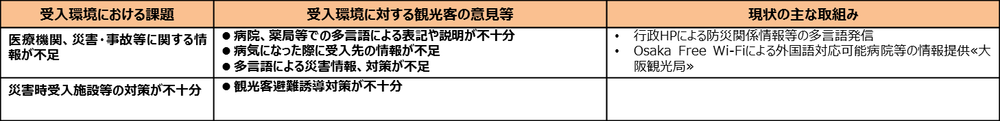 受入環境における課題
受入環境に対する観光客の意見等
現状の主な取組み
医療機関、災害・事故等に関する情
報が不足
● 病院、薬局等での多言語による表記や説明が不十分
● 病気になった際に受入先の情報が不足
● 多言語による災害情報、対策が不足
• 行政HPによる防災関係情報等の多言語発信
• Osaka Free Wi-Fiによる外国語対応可能病院等の情報提供≪大
阪観光局≫
災害時受入施設等の対策が不十分
● 観光客避難誘導対策が不十分